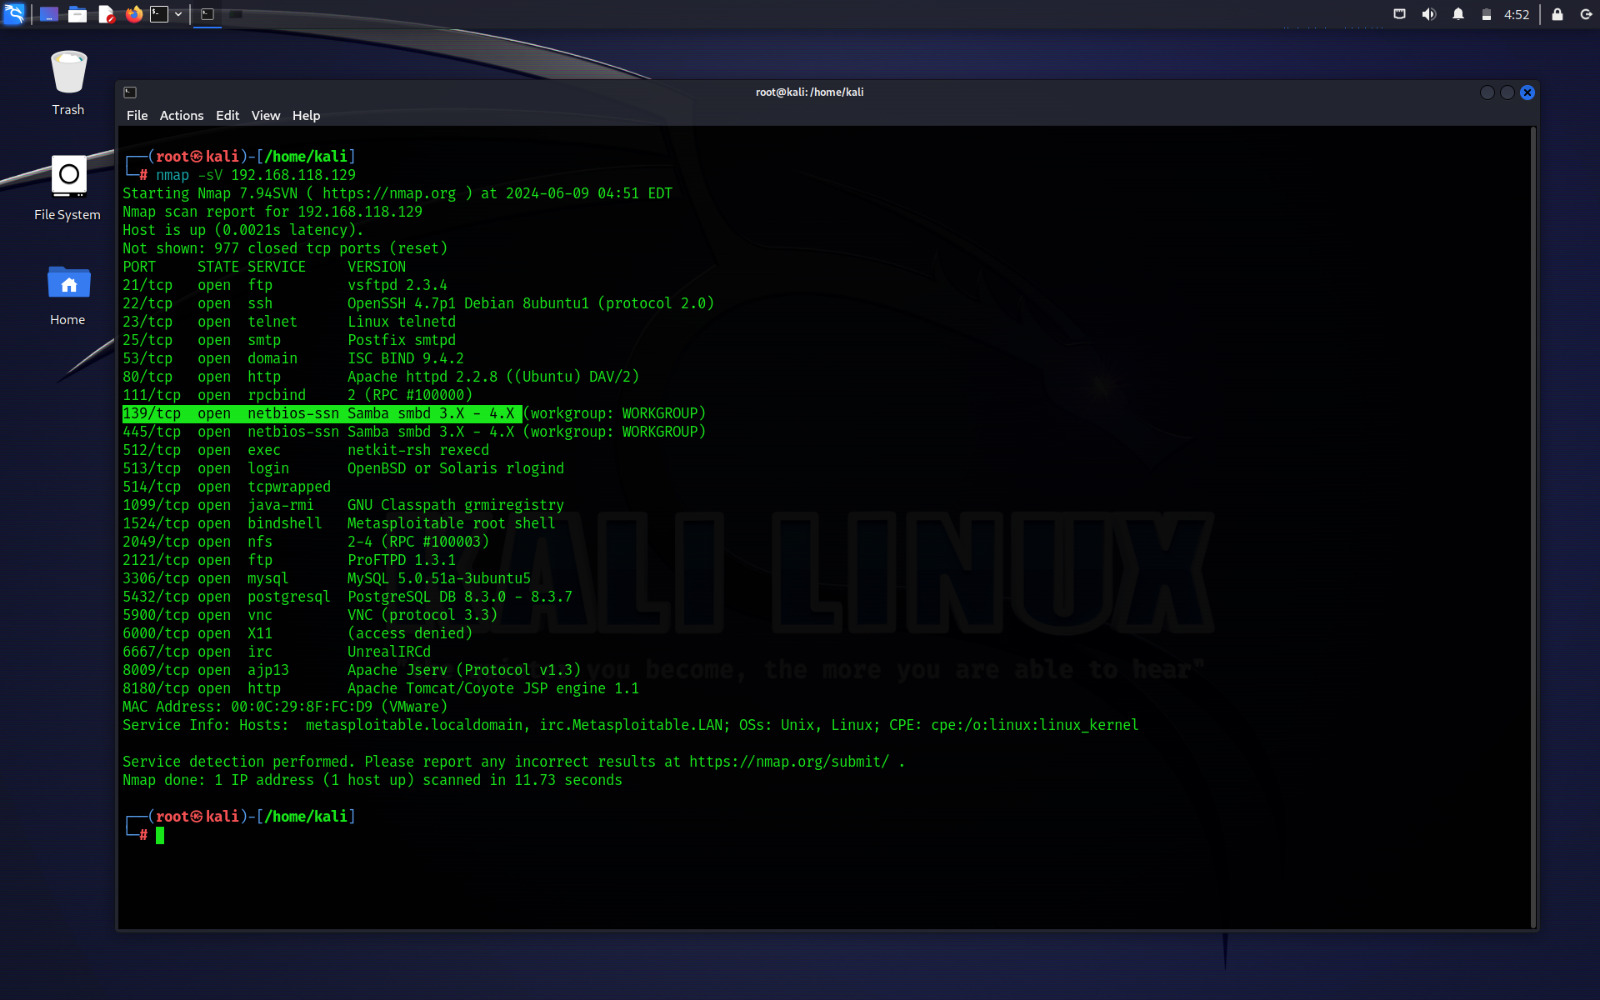 4:52
Trash
File System
Home
root@kali: /home/kali
File Actions Edit View Help
┌──(root㉿kali)-[/home/kali]
└─# nmap -sV 192.168.118.129
Starting Nmap 7.94SVN ( https://nmap.org ) at 2024-06-09 04:51 EDT
Nmap scan report for 192.168.118.129
Host is up (0.0021s latency).
Not shown: 977 closed tcp ports (reset)
PORT     STATE SERVICE     VERSION
21/tcp   open  ftp         vsftpd 2.3.4
22/tcp   open  ssh         OpenSSH 4.7p1 Debian 8ubuntu1 (protocol 2.0)
23/tcp   open  telnet      Linux telnetd
25/tcp   open  smtp        Postfix smtpd
53/tcp   open  domain      ISC BIND 9.4.2
80/tcp   open  http        Apache httpd 2.2.8 ((Ubuntu) DAV/2)
111/tcp  open  rpcbind     2 (RPC #100000)
139/tcp  open  netbios-ssn Samba smbd 3.X - 4.X (workgroup: WORKGROUP)
445/tcp  open  netbios-ssn Samba smbd 3.X - 4.X (workgroup: WORKGROUP)
512/tcp  open  exec        netkit-rsh rexecd
513/tcp  open  login       OpenBSD or Solaris rlogind
514/tcp  open  tcpwrapped
1099/tcp open  java-rmi    GNU Classpath grmiregistry
1524/tcp open  bindshell   Metasploitable root shell
2049/tcp open  nfs         2-4 (RPC #100003)
2121/tcp open  ftp         ProFTPD 1.3.1
3306/tcp open  mysql       MySQL 5.0.51a-3ubuntu5
5432/tcp open  postgresql  PostgreSQL DB 8.3.0 - 8.3.7
5900/tcp open  vnc         VNC (protocol 3.3)
6000/tcp open  X11         (access denied)
6667/tcp open  irc         UnrealIRCd
8009/tcp open  ajp13       Apache Jserv (Protocol v1.3)
8180/tcp open  http        Apache Tomcat/Coyote JSP engine 1.1
MAC Address: 00:0C:29:8F:FC:D9 (VMware)
Service Info: Hosts:  metasploitable.localdomain, irc.Metasploitable.LAN; OSs: Unix, Linux; CPE: cpe:/o:linux:linux_kernel
Service detection performed. Please report any incorrect results at https://nmap.org/submit/ .
Nmap done: 1 IP address (1 host up) scanned in 11.73 seconds
┌──(root㉿kali)-[/home/kali]
└─#
KALI LINUX
you become, the more you are able to hear"